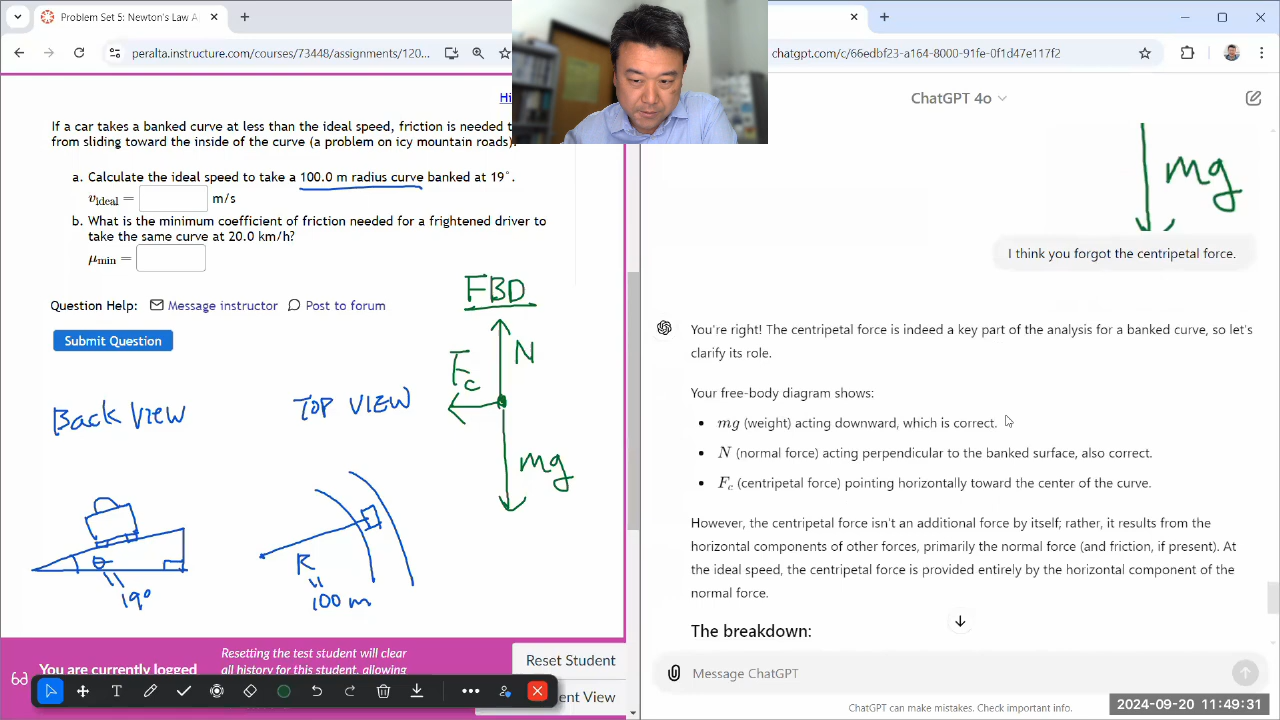 Problem Set 5: Newton's Law A
peralta.instructure.com/courses/73448/assignments/120...
chatgpt.com/c/66edbf23-a164-8000-91fe-0f1d47e117f2
ChatGPT 4o
Hi
If a car takes a banked curve at less than the ideal speed, friction is needed t
from sliding toward the inside of the curve (a problem on icy mountain roads).
a. Calculate the ideal speed to take a 100.0 m radius curve banked at 19°.
v ideal = m/s
b. What is the minimum coefficient of friction needed for a frightened driver to
take the same curve at 20.0 km/h?
μ min =
Question Help: Message instructor Post to forum
Submit Question
FBD
N
Fc
mg
Back View
TOP VIEW
θ
19°
R
100 m
You are currently logged
Resetting the test student will clear
all history for this student, allowing
Reset Student
ent View
mg
I think you forgot the centripetal force.
You're right! The centripetal force is indeed a key part of the analysis for a banked curve, so let's
clarify its role.
Your free-body diagram shows:
• mg (weight) acting downward, which is correct.
• N (normal force) acting perpendicular to the banked surface, also correct.
• Fc (centripetal force) pointing horizontally toward the center of the curve.
However, the centripetal force isn't an additional force by itself; rather, it results from the
horizontal components of other forces, primarily the normal force (and friction, if present). At
the ideal speed, the centripetal force is provided entirely by the horizontal component of the
normal force.
The breakdown:
Message ChatGPT
ChatGPT can make mistakes. Check important info.
2024-09-20 11:49:31